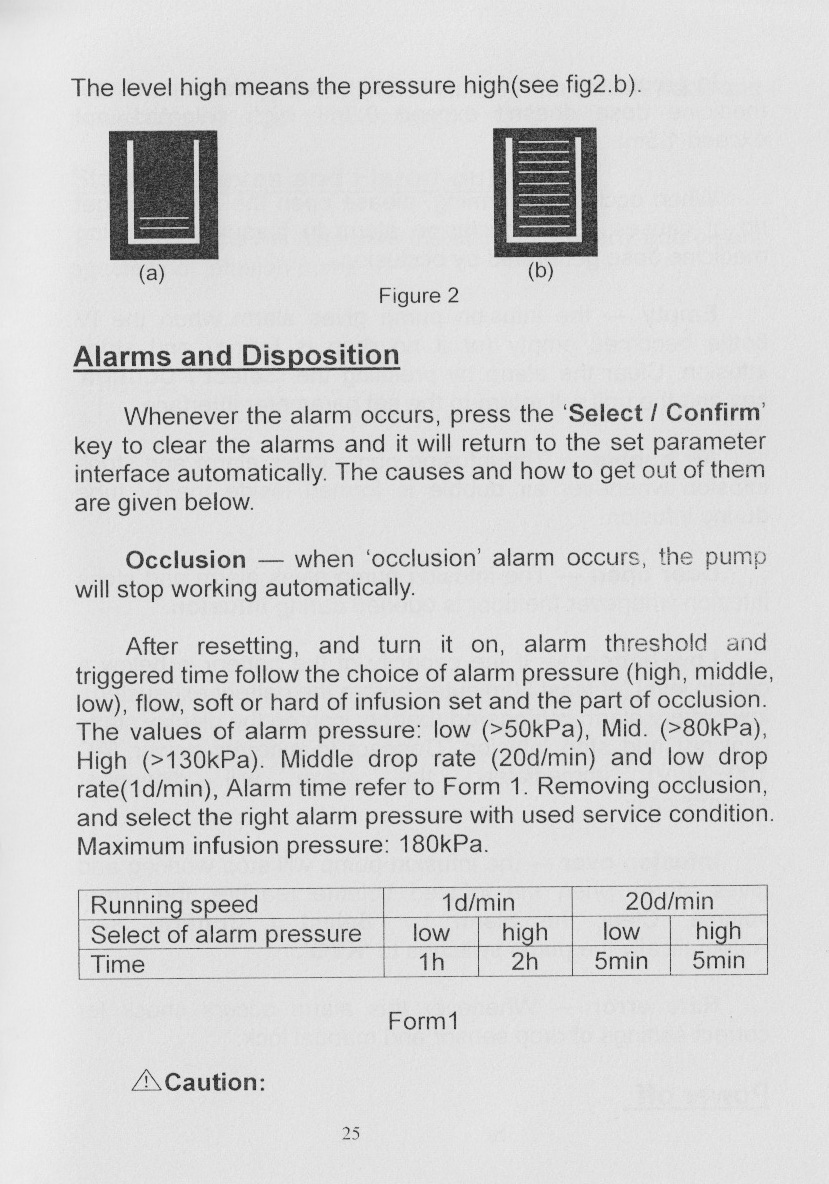 The level high means the pressure high(see fig2.b).
(a)
(b)
Figure 2
Alarms and Disposition
Whenever the alarm occurs, press the ‘Select / Confirm’
key to clear the alarms and it will return to the set parameter
interface automatically. The causes and how to get out of them
are given below.
Occlusion — when ‘occlusion’ alarm occurs, the pump
will stop working automatically.
After resetting, and turn it on, alarm threshold and
triggered time follow the choice of alarm pressure (high, middle,
low), flow, soft or hard of infusion set and the part of occlusion.
The values of alarm pressure: low (>50kPa), Mid. (>80kPa),
High (>130kPa). Middle drop rate (20d/min) and low drop
rate(1d/min), Alarm time refer to Form 1. Removing occlusion,
and select the right alarm pressure with used service condition.
Maximum infusion pressure: 180kPa.
Running speed 1d/min 20d/min
Select of alarm pressure low high low high
Time 1h 2h 5min 5min
Form1
⚠Caution:
25